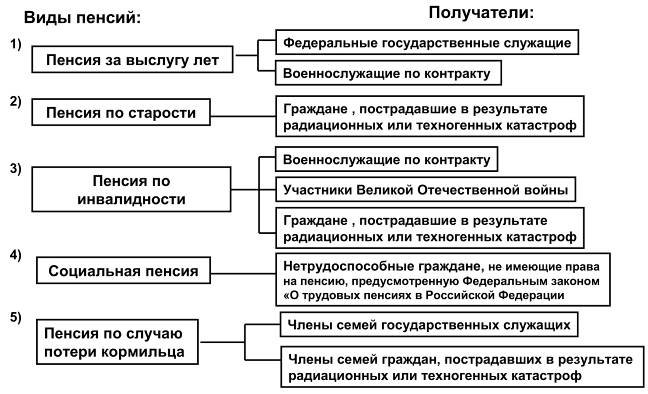 Виды пенсий:
Получатели:
1)
Пенсия за выслугу лет
Федеральные государственные служащие
Военнослужащие по контракту
2)
Пенсия по старости
Граждане , пострадавшие в результате
радиационных или техногенных катастроф
3)
Пенсия по
инвалидности
Военнослужащие по контракту
Участники Великой Отечественной войны
Граждане , пострадавшие в результате
радиационных или техногенных катастроф
4)
Социальная пенсия
Нетрудоспособные граждане, не имеющие права
на пенсию, предусмотренную Федеральным законом
«О трудовых пенсиях в Российской Федерации
5)
Пенсия по случаю
потери кормильца
Члены семей государственных служащих
Члены семей граждан, пострадавших в результате
радиационных или техногенных катастроф